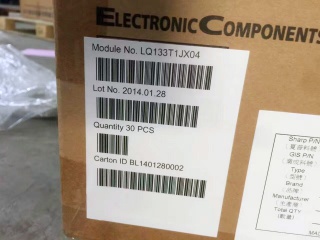 ELECTRONIC COMPONENTS
Module No. LQ133T1JX04
Lot No. 2014.01.28
Quantity 30 PCS
Carton ID BL1401280002
Sharp P/N
GIS P/N
Type
Brand
Manufacturer
Total QTY